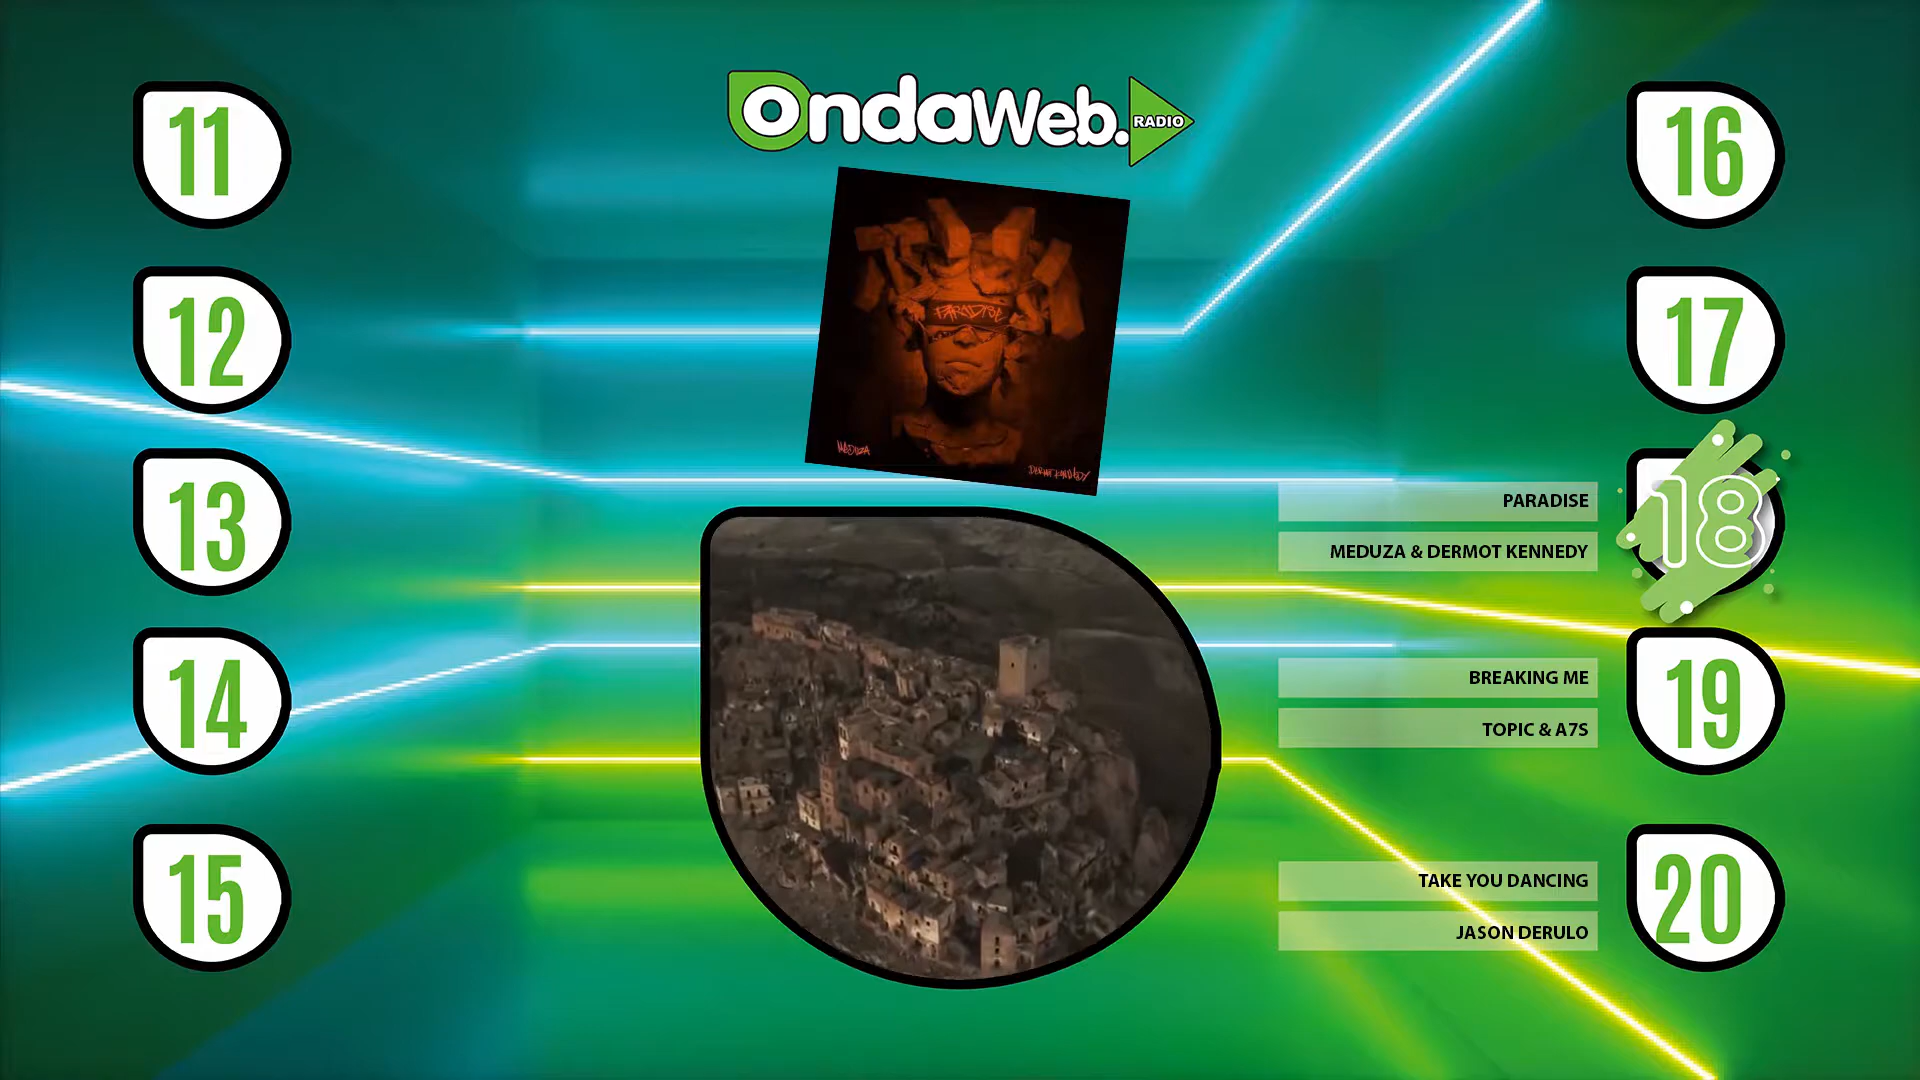 OndaWeb.
RADIO
11
12
13
14
15
PARADISE
MEDUZA
DERMOT KENNEDY
16
17
PARADISE
MEDUZA & DERMOT KENNEDY
18
BREAKING ME
TOPIC & A7S
19
TAKE YOU DANCING
JASON DERULO
20